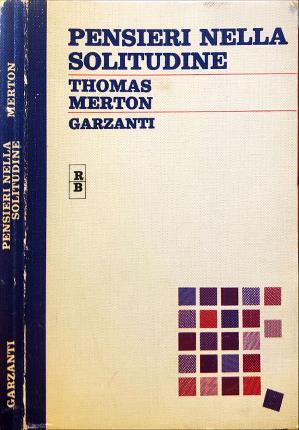 PENSIERI NELLA
SOLITUDINE
THOMAS
MERTON
GARZANTI
R
B
MERTON
PENSIERI NELLA
SOLITUDINE
GARZANTI